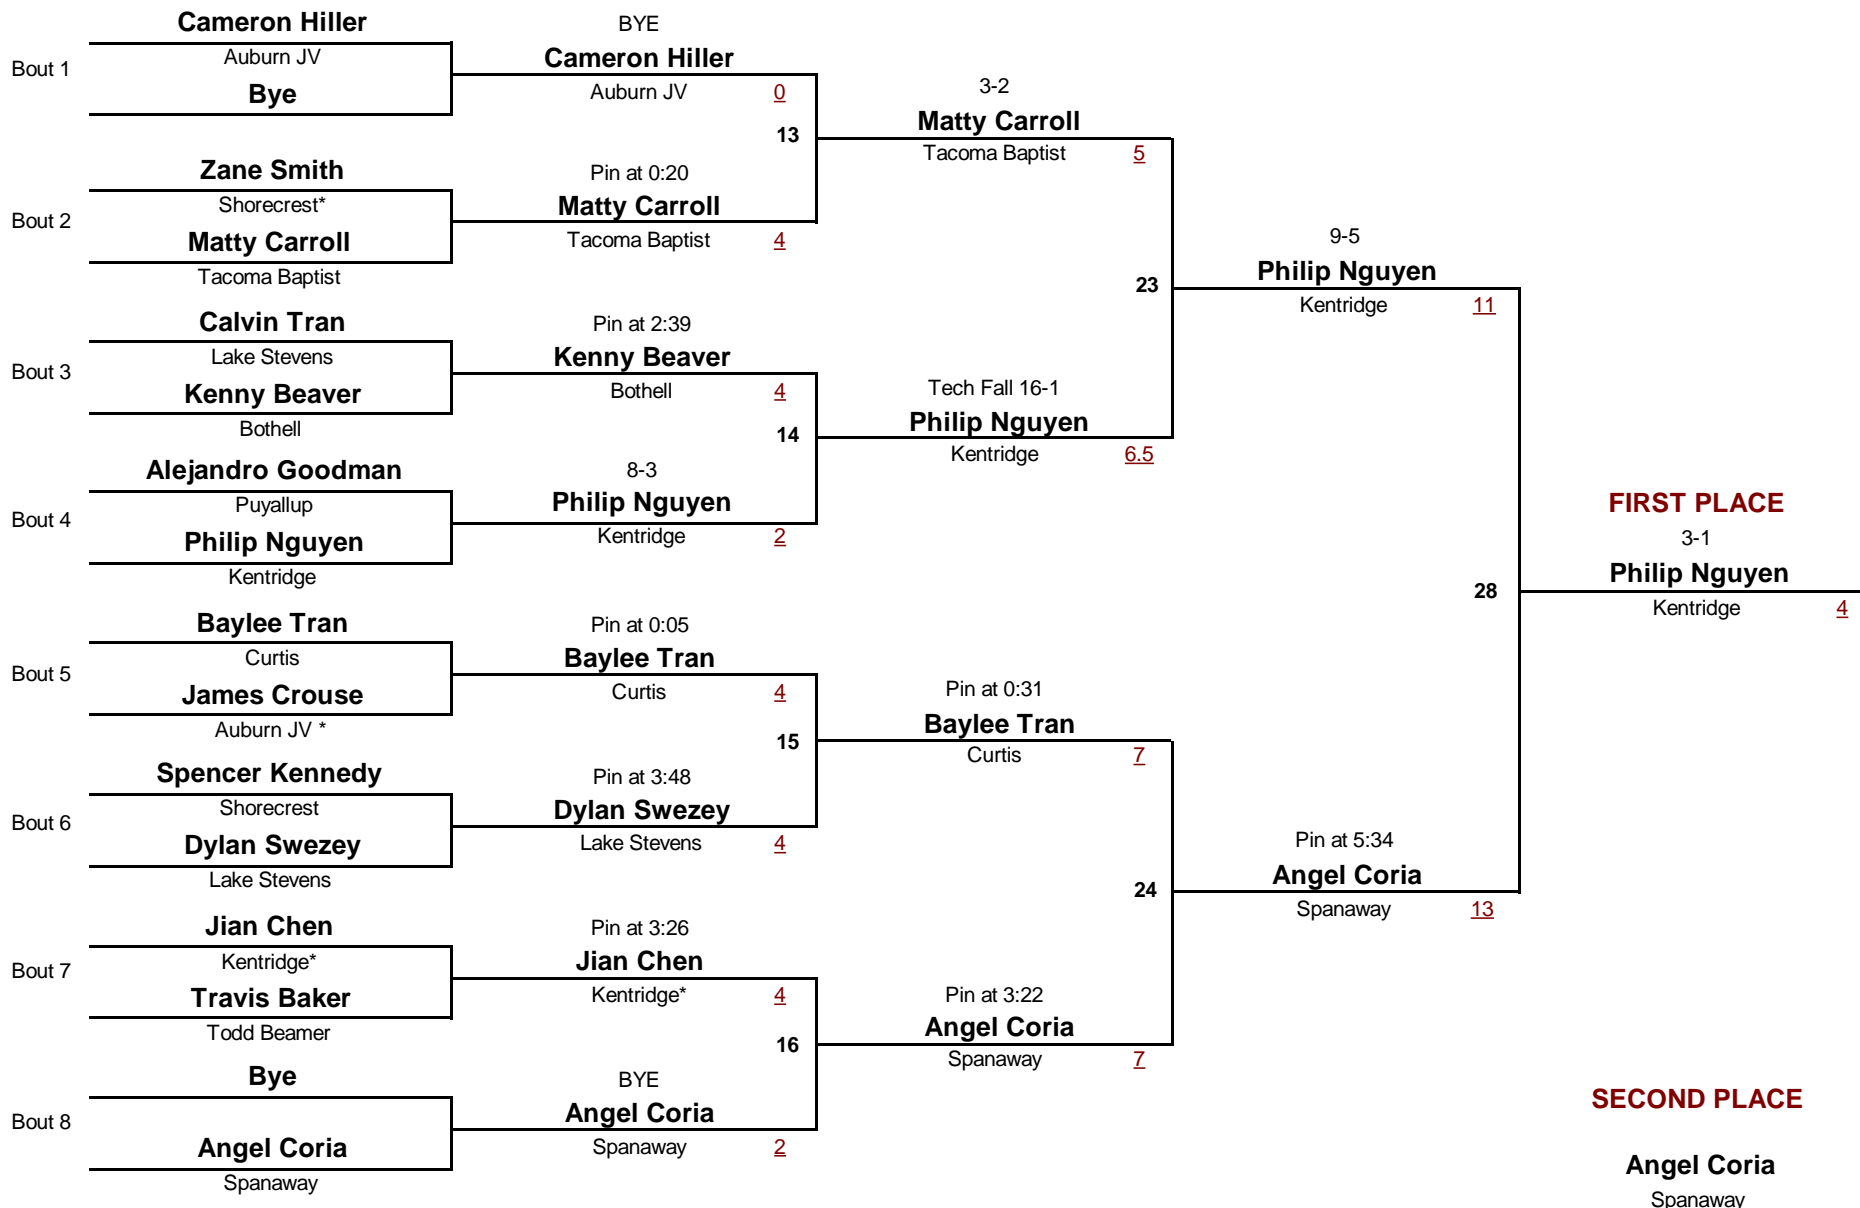 Cameron Hiller
Bout 1
Auburn JV
Bye
Zane Smith
Bout 2
Shorecrest*
Matty Carroll
Tacoma Baptist
Calvin Tran
Bout 3
Lake Stevens
Kenny Beaver
Bothell
Alejandro Goodman
Bout 4
Puyallup
Philip Nguyen
Kentridge
Baylee Tran
Bout 5
Curtis
James Crouse
Auburn JV *
Spencer Kennedy
Bout 6
Shorecrest
Dylan Swezey
Lake Stevens
Jian Chen
Bout 7
Kentridge*
Travis Baker
Todd Beamer
Bye
Bout 8
Angel Coria
Spanaway
BYE
Cameron Hiller
Auburn JV 0
13
Pin at 0:20
Matty Carroll
Tacoma Baptist 4
Pin at 2:39
Kenny Beaver
Bothell 4
14
8-3
Philip Nguyen
Kentridge 2
Pin at 0:05
Baylee Tran
Curtis 4
15
Pin at 3:48
Dylan Swezey
Lake Stevens 4
Pin at 3:26
Jian Chen
Kentridge* 4
16
BYE
Angel Coria
Spanaway 2
3-2
Matty Carroll
Tacoma Baptist 5
23
Tech Fall 16-1
Philip Nguyen
Kentridge 6.5
Pin at 0:31
Baylee Tran
Curtis 7
24
Pin at 3:22
Angel Coria
Spanaway 7
9-5
Philip Nguyen
Kentridge 11
28
Pin at 5:34
Angel Coria
Spanaway 13
FIRST PLACE
3-1
Philip Nguyen
Kentridge 4
SECOND PLACE
Angel Coria
Spanaway